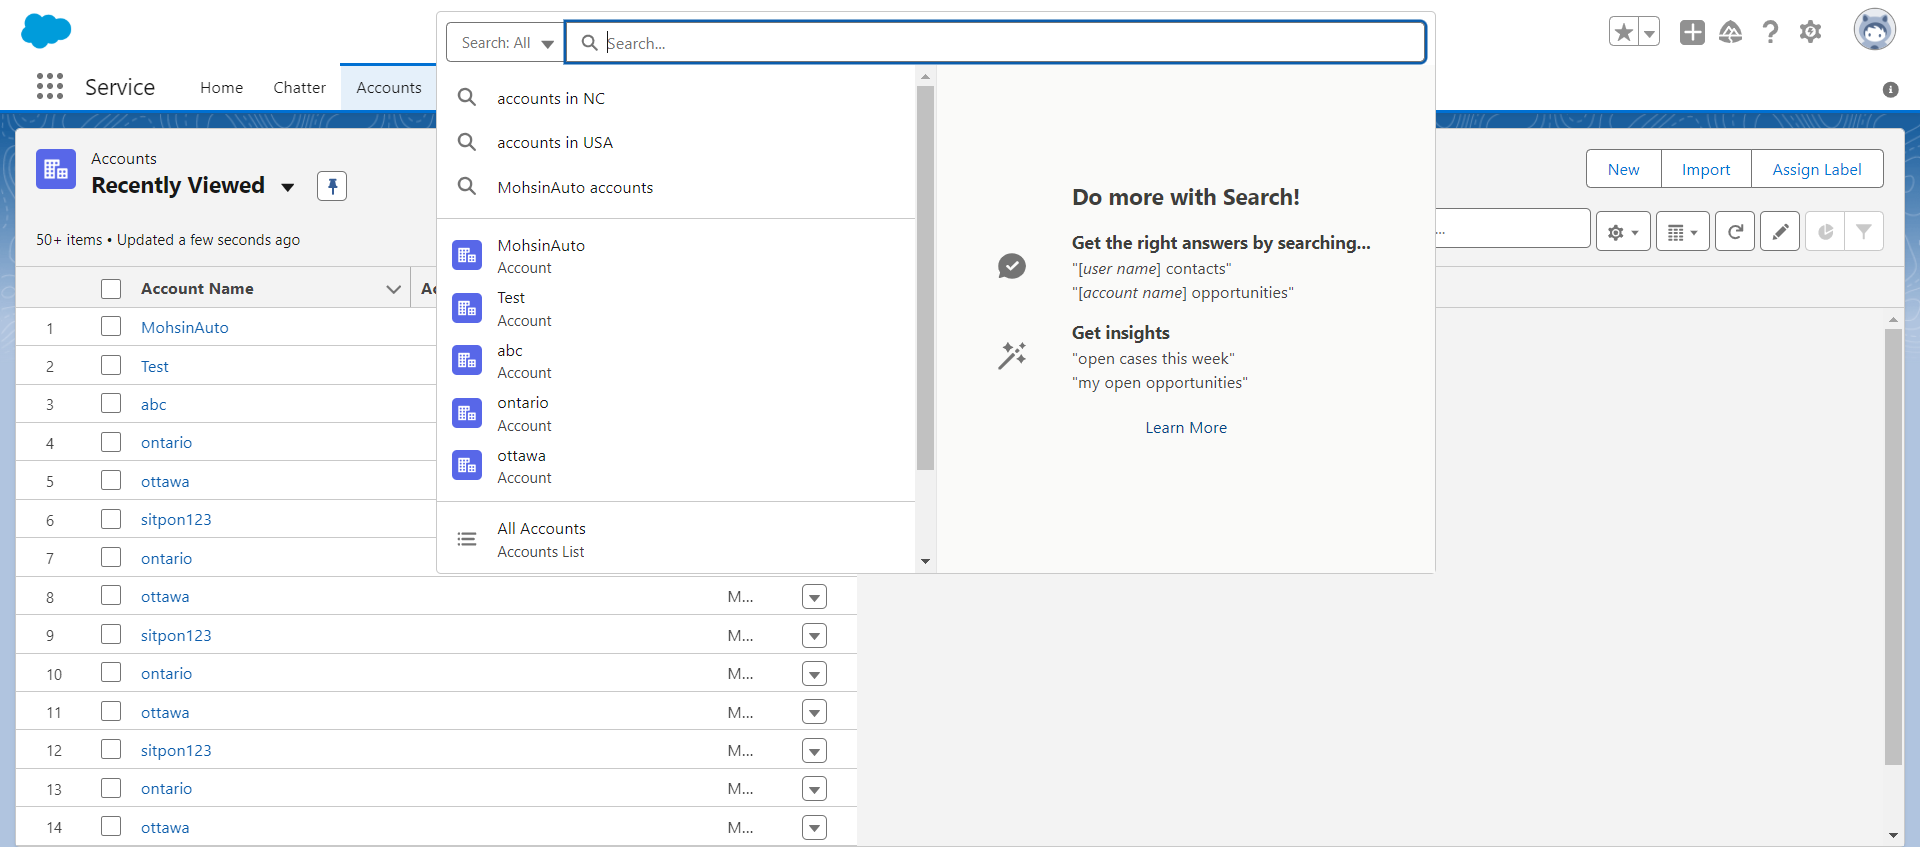 Search: All
Search...
Service
Home
Chatter
Accounts
accounts in NC
accounts in USA
MohsinAuto accounts
MohsinAuto
Account
Test
Account
abc
Account
ontario
Account
ottawa
Account
All Accounts
Accounts List
Do more with Search!
Get the right answers by searching...
"[user name] contacts"
"[account name] opportunities"
Get insights
"open cases this week"
"my open opportunities"
Learn More
Accounts
Recently Viewed
New
Import
Assign Label
...
50+ items • Updated a few seconds ago
Account Name
1 MohsinAuto
2 Test
3 abc
4 ontario
5 ottawa
6 sitpon123
7 ontario
8 ottawa M...
9 sitpon123 M...
10 ontario M...
11 ottawa M...
12 sitpon123 M...
13 ontario M...
14 ottawa M...